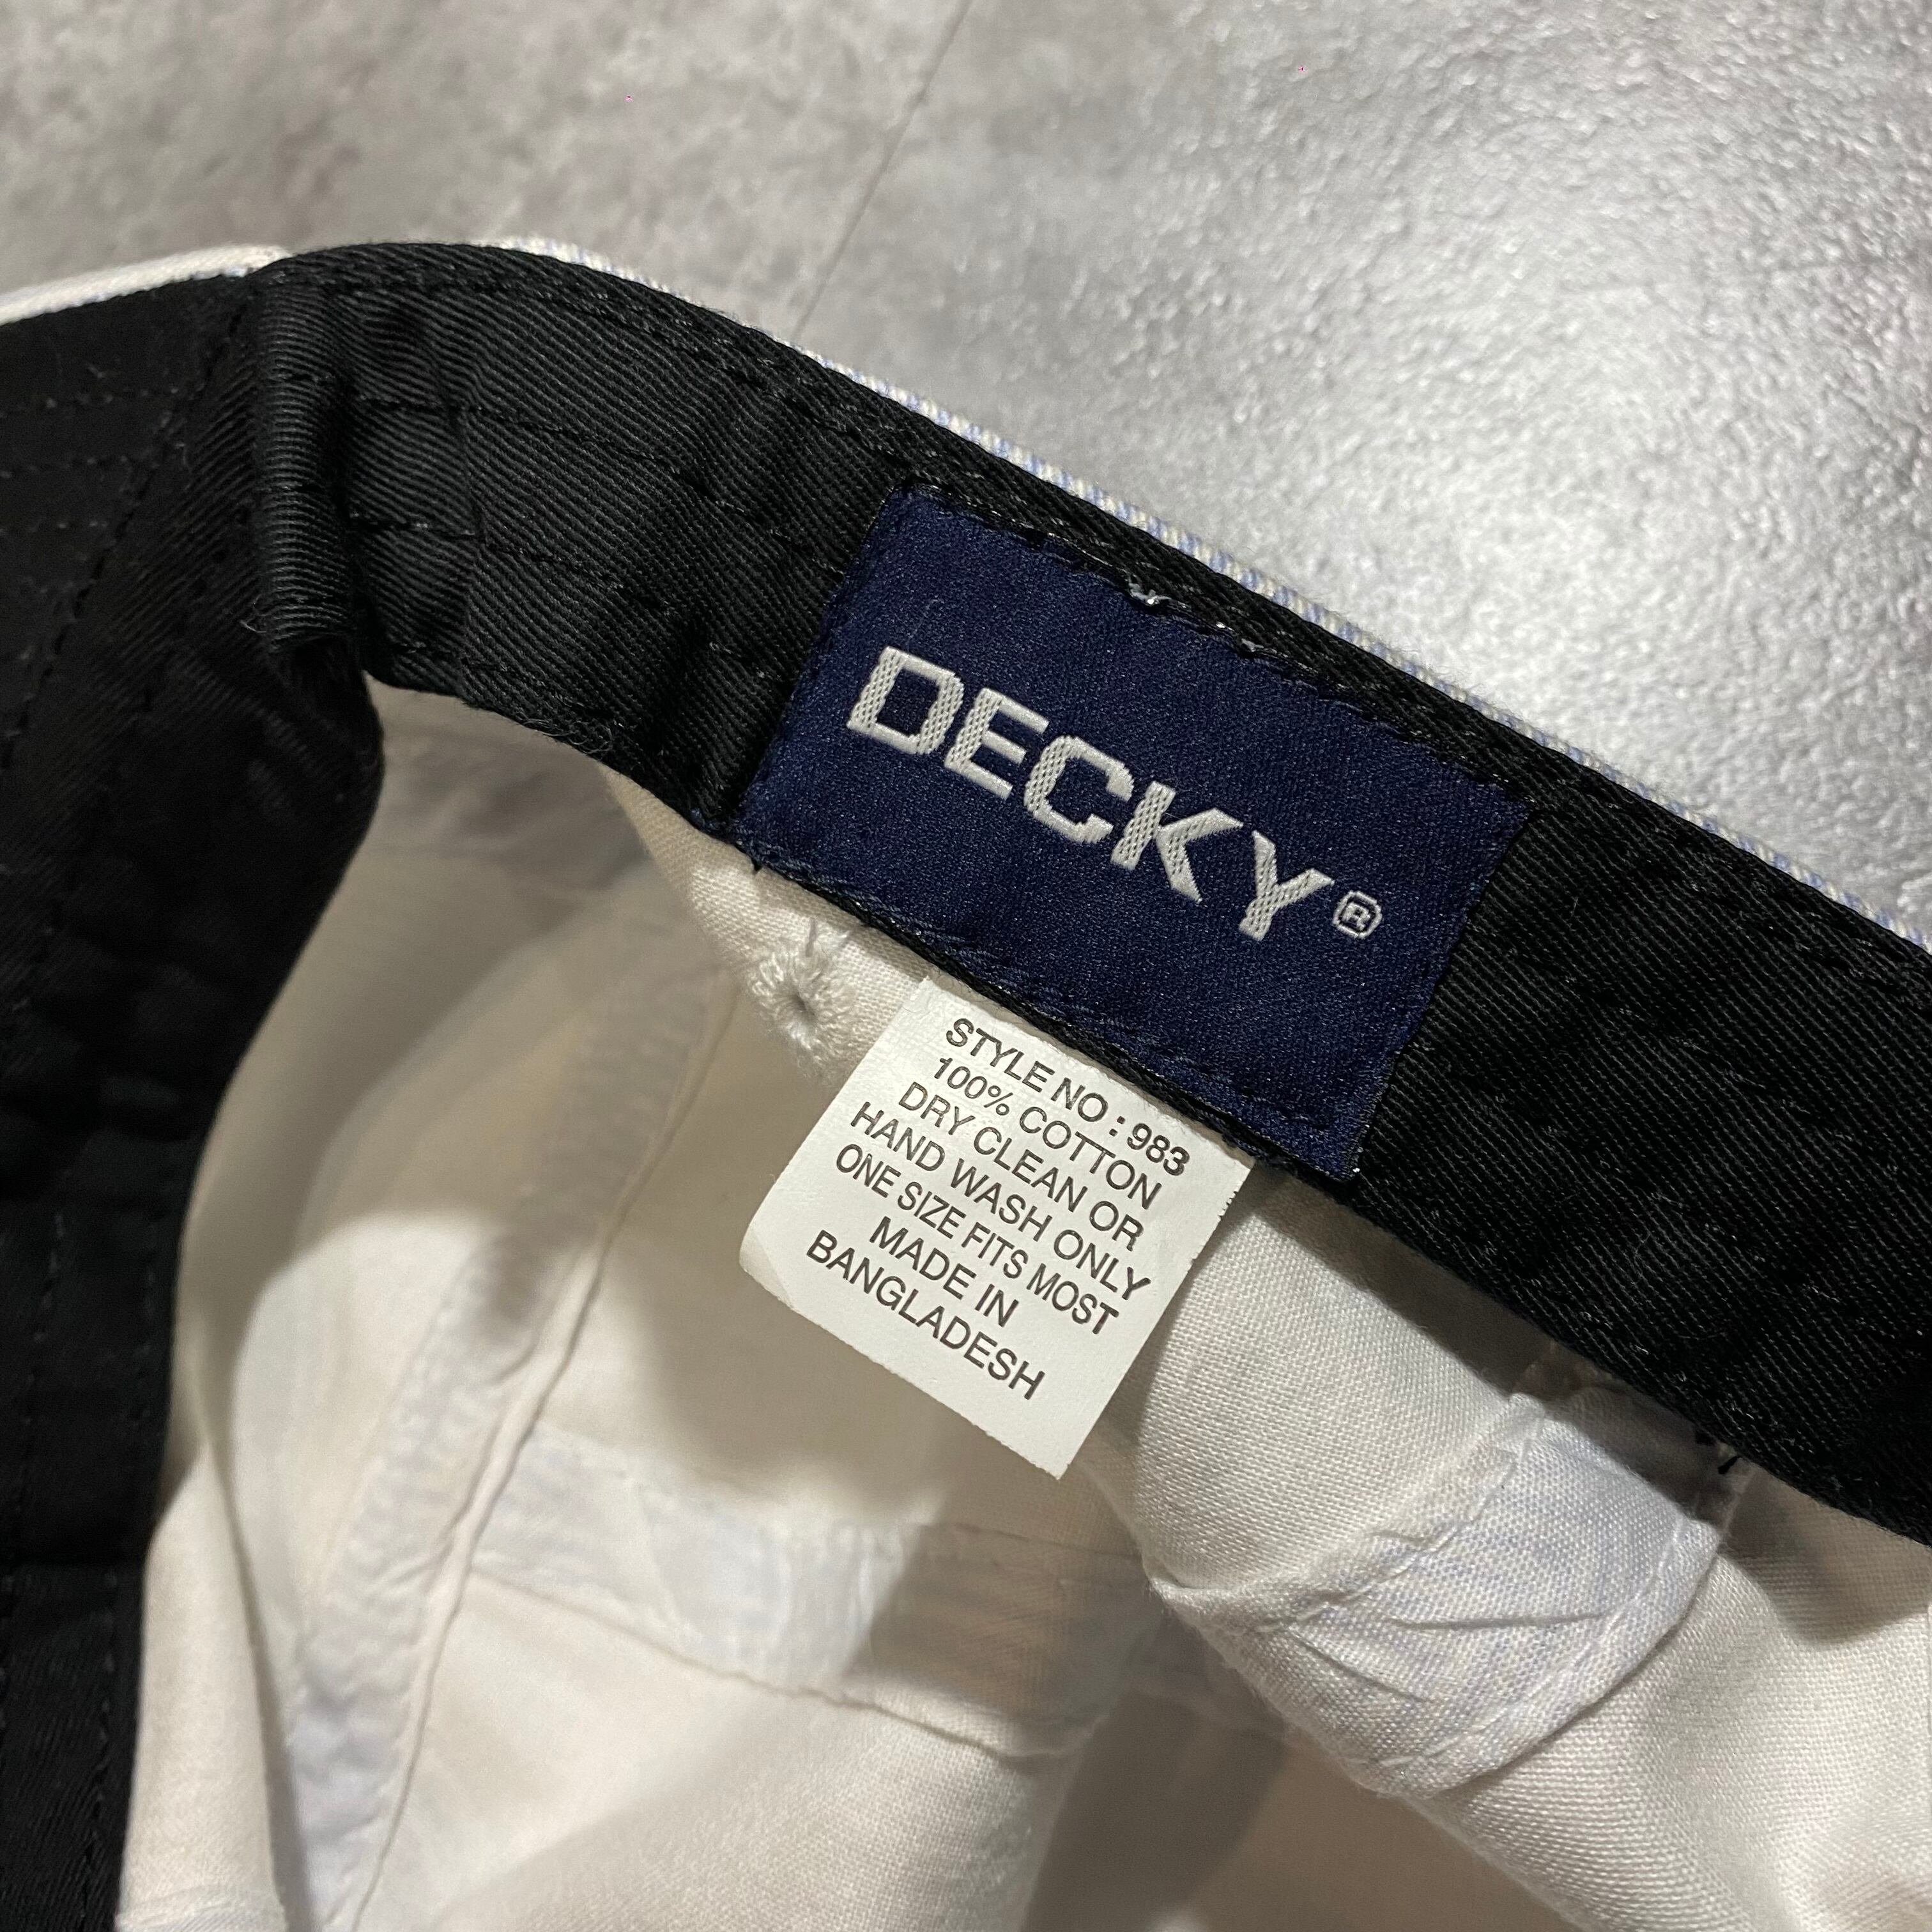 DECKY®
STYLE NO : 983
100% COTTON
DRY CLEAN OR
HAND WASH ONLY
ONE SIZE FITS MOST
MADE IN
BANGLADESH